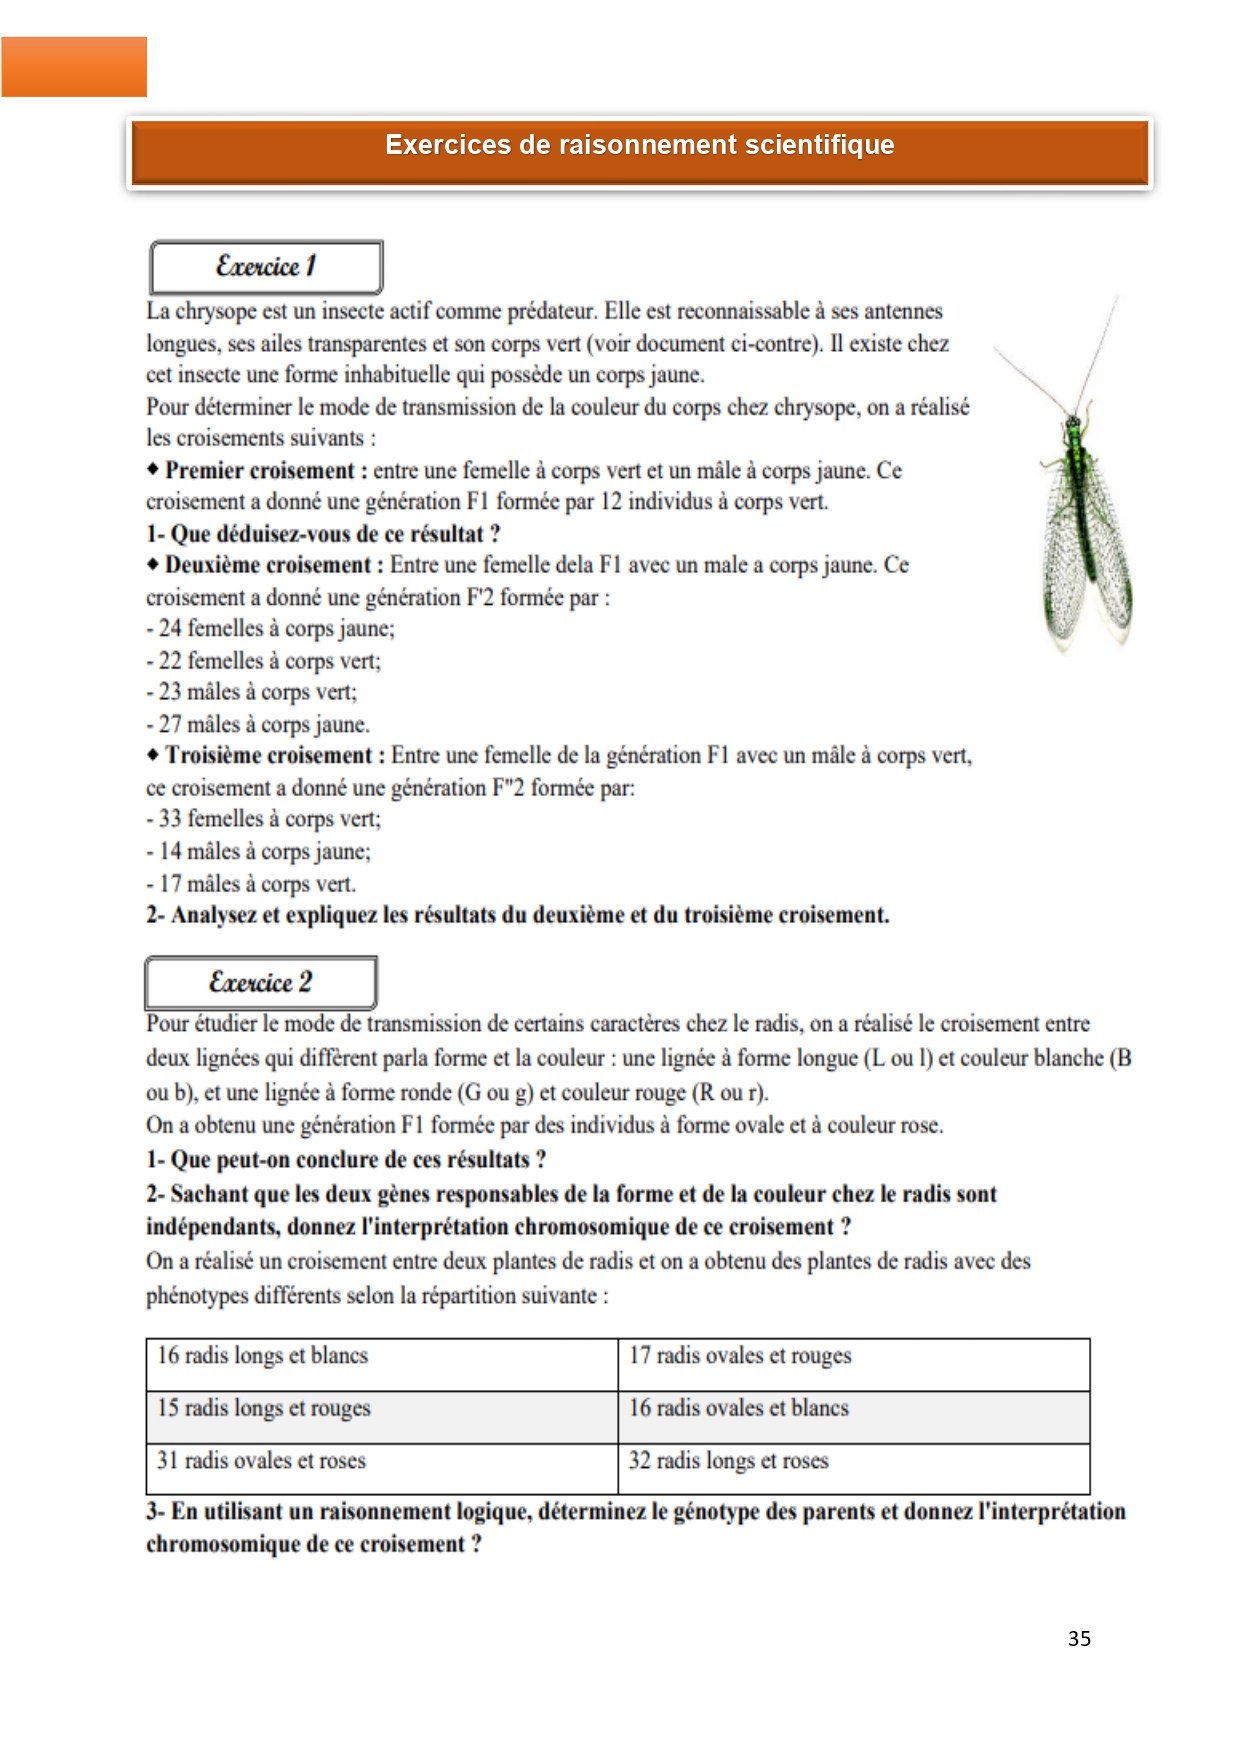 Exercices de raisonnement scientifique
Exercice 1
La chrysope est un insecte actif comme prédateur. Elle est reconnaissable à ses antennes
longues, ses ailes transparentes et son corps vert (voir document ci-contre). Il existe chez
cet insecte une forme inhabituelle qui possède un corps jaune.
Pour déterminer le mode de transmission de la couleur du corps chez chrysope, on a réalisé
les croisements suivants :
♦ Premier croisement : entre une femelle à corps vert et un mâle à corps jaune. Ce
croisement a donné une génération F1 formée par 12 individus à corps vert.
1- Que déduisez-vous de ce résultat ?
♦ Deuxième croisement : Entre une femelle dela F1 avec un male a corps jaune. Ce
croisement a donné une génération F'2 formée par :
- 24 femelles à corps jaune;
- 22 femelles à corps vert;
- 23 mâles à corps vert;
- 27 mâles à corps jaune.
♦ Troisième croisement : Entre une femelle de la génération F1 avec un mâle à corps vert,
ce croisement a donné une génération F"2 formée par:
- 33 femelles à corps vert;
- 14 mâles à corps jaune;
- 17 mâles à corps vert.
2- Analysez et expliquez les résultats du deuxième et du troisième croisement.
Exercice 2
Pour étudier le mode de transmission de certains caractères chez le radis, on a réalisé le croisement entre
deux lignées qui diffèrent parla forme et la couleur : une lignée à forme longue (L ou l) et couleur blanche (B
ou b), et une lignée à forme ronde (G ou g) et couleur rouge (R ou r).
On a obtenu une génération F1 formée par des individus à forme ovale et à couleur rose.
1- Que peut-on conclure de ces résultats ?
2- Sachant que les deux gènes responsables de la forme et de la couleur chez le radis sont
indépendants, donnez l'interprétation chromosomique de ce croisement ?
On a réalisé un croisement entre deux plantes de radis et on a obtenu des plantes de radis avec des
phénotypes différents selon la répartition suivante :
16 radis longs et blancs 17 radis ovales et rouges
15 radis longs et rouges 16 radis ovales et blancs
31 radis ovales et roses 32 radis longs et roses
3- En utilisant un raisonnement logique, déterminez le génotype des parents et donnez l'interprétation
chromosomique de ce croisement ?
35